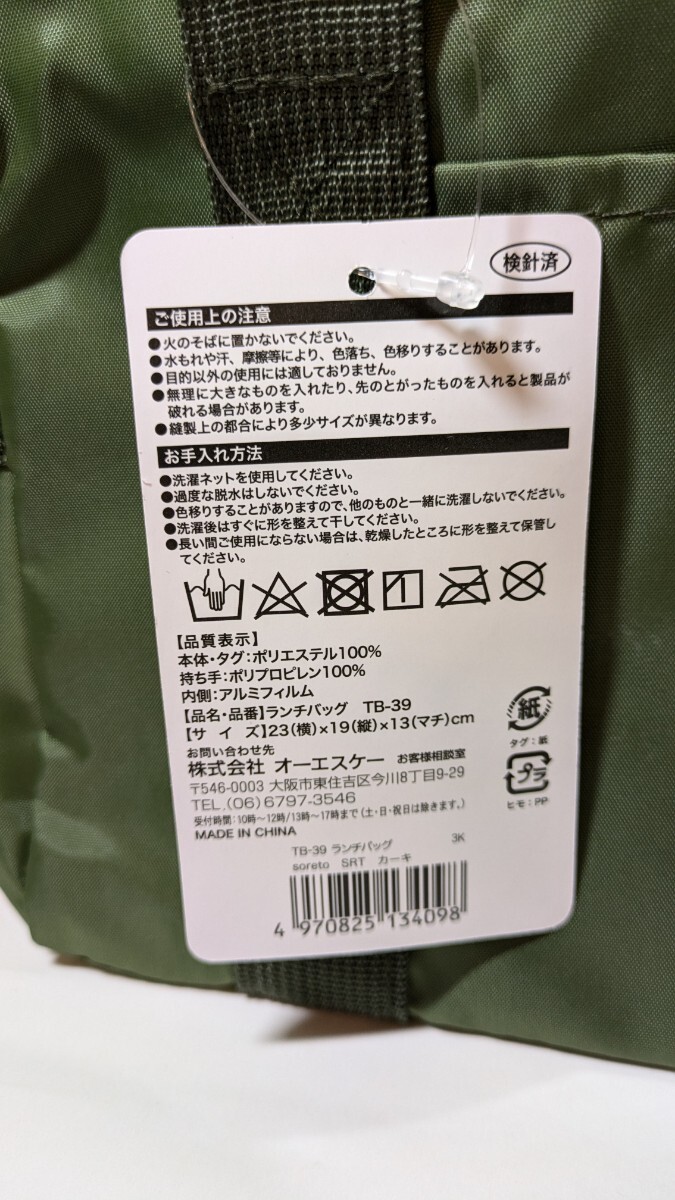 検針済
ご使用上の注意
●火のそばに置かないでください。
●水もれや汗、摩擦等により、色落ち、色移りすることがあります。
●目的以外の使用には適しておりません。
●無理に大きなものを入れたり、先のとがったものを入れると製品が
破れる場合があります。
●縫製上の都合により多少サイズが異なります。
お手入れ方法
●洗濯ネットを使用してください。
●過度な脱水はしないでください。
●色移りすることがありますので、他のものと一緒に洗濯しないでください。
●洗濯後はすぐに形を整えて干してください。
●長い間ご使用にならない場合は、乾燥したところに形を整えて保管し
てください。
【品質表示】
本体・タグ:ポリエステル100%
持ち手:ポリプロピレン100%
内側:アルミフィルム
【品名・品番】ランチバッグ TB-39
【サ イ ズ】23(横)×19(縦)×13(マチ)cm
お問い合わせ先
株式会社 オーエスケー お客様相談室
〒546-0003 大阪市東住吉区今川8丁目9-29
TEL.(06)6797-3546
受付時間:10時〜12時/13時〜17時まで(土・日・祝日は除きます。)
MADE IN CHINA
紙
タグ:紙
プラ
ヒモ:PP
TB-39 ランチバッグ 3K
soreto SRT カーキ
4 970825 134098